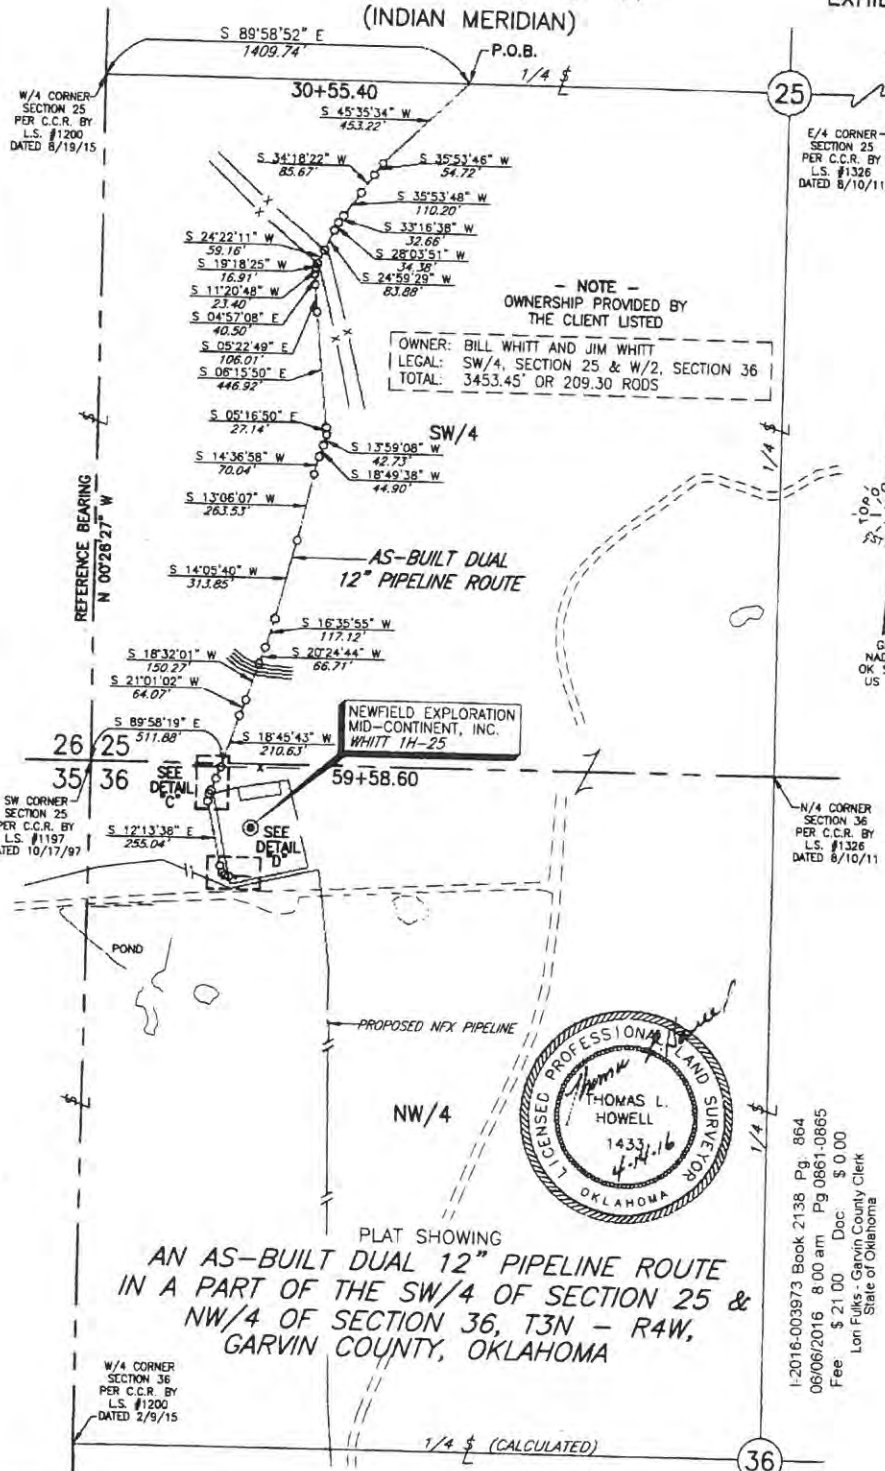 (INDIAN MERIDIAN)
S 89°58'52" E
1409.74'
P.O.B.
1/4
25
W/4 CORNER
SECTION 25
PER C.C.R. BY
L.S. #1200
DATED 8/19/15
30+55.40
S 45°35'34" W
453.22'
E/4 CORNER
SECTION 25
PER C.C.R. BY
L.S. #1326
DATED 8/10/11
S 34°18'22" W
85.67'
S 35°53'46" W
54.72'
S 35°53'48" W
110.20'
S 33°16'38" W
32.66'
S 28°03'51" W
34.38'
S 24°59'29" W
83.88'
S 24°22'11" W
59.16'
S 19°18'25" W
16.91'
S 11°20'48" W
23.40'
S 04°57'08" E
40.50'
S 05°22'49" E
106.01'
S 06°15'50" E
446.92'
- NOTE -
OWNERSHIP PROVIDED BY
THE CLIENT LISTED
OWNER: BILL WHITT AND JIM WHITT
LEGAL: SW/4, SECTION 25 & W/2, SECTION 36
TOTAL: 3453.45' OR 209.30 RODS
S 05°16'50" E
27.14'
SW/4
S 13°59'08" W
42.73'
S 14°36'58" W
70.04'
S 18°49'38" W
44.90'
1/4
S 13°06'07" W
263.53'
REFERENCE BEARING
N 00°26'27" W
AS-BUILT DUAL
12" PIPELINE ROUTE
S 14°05'40" W
313.85'
S 16°35'55" W
117.12'
S 20°24'44" W
66.71'
S 18°32'01" W
150.27'
S 21°01'02" W
64.07'
S 89°58'19" E
511.88'
S 18°45'43" W
210.63'
NEWFIELD EXPLORATION
MID-CONTINENT, INC.
WHITT 1H-25
26 25
35 36
SEE
DETAIL
"C"
59+58.60
SW CORNER
SECTION 25
PER C.C.R. BY
L.S. #1197
DATED 10/17/97
N/4 CORNER
SECTION 36
PER C.C.R. BY
L.S. #1326
DATED 8/10/11
S 12°13'38" E
255.04'
SEE
DETAIL
"D"
POND
PROPOSED NFX PIPELINE
NW/4
LICENSED PROFESSIONAL LAND SURVEYOR
THOMAS L.
HOWELL
1433
4-14-16
OKLAHOMA
1/4
PLAT SHOWING
AN AS-BUILT DUAL 12" PIPELINE ROUTE
IN A PART OF THE SW/4 OF SECTION 25 &
NW/4 OF SECTION 36, T3N - R4W,
GARVIN COUNTY, OKLAHOMA
I-2016-003973 Book 2138 Pg: 864
06/06/2016 8:00 am Pg 0861-0865
Fee $ 21.00 Doc $ 0.00
Lori Fulks - Garvin County Clerk
State of Oklahoma
W/4 CORNER
SECTION 36
PER C.C.R. BY
L.S. #1200
DATED 2/9/15
1/4 (CALCULATED)
36